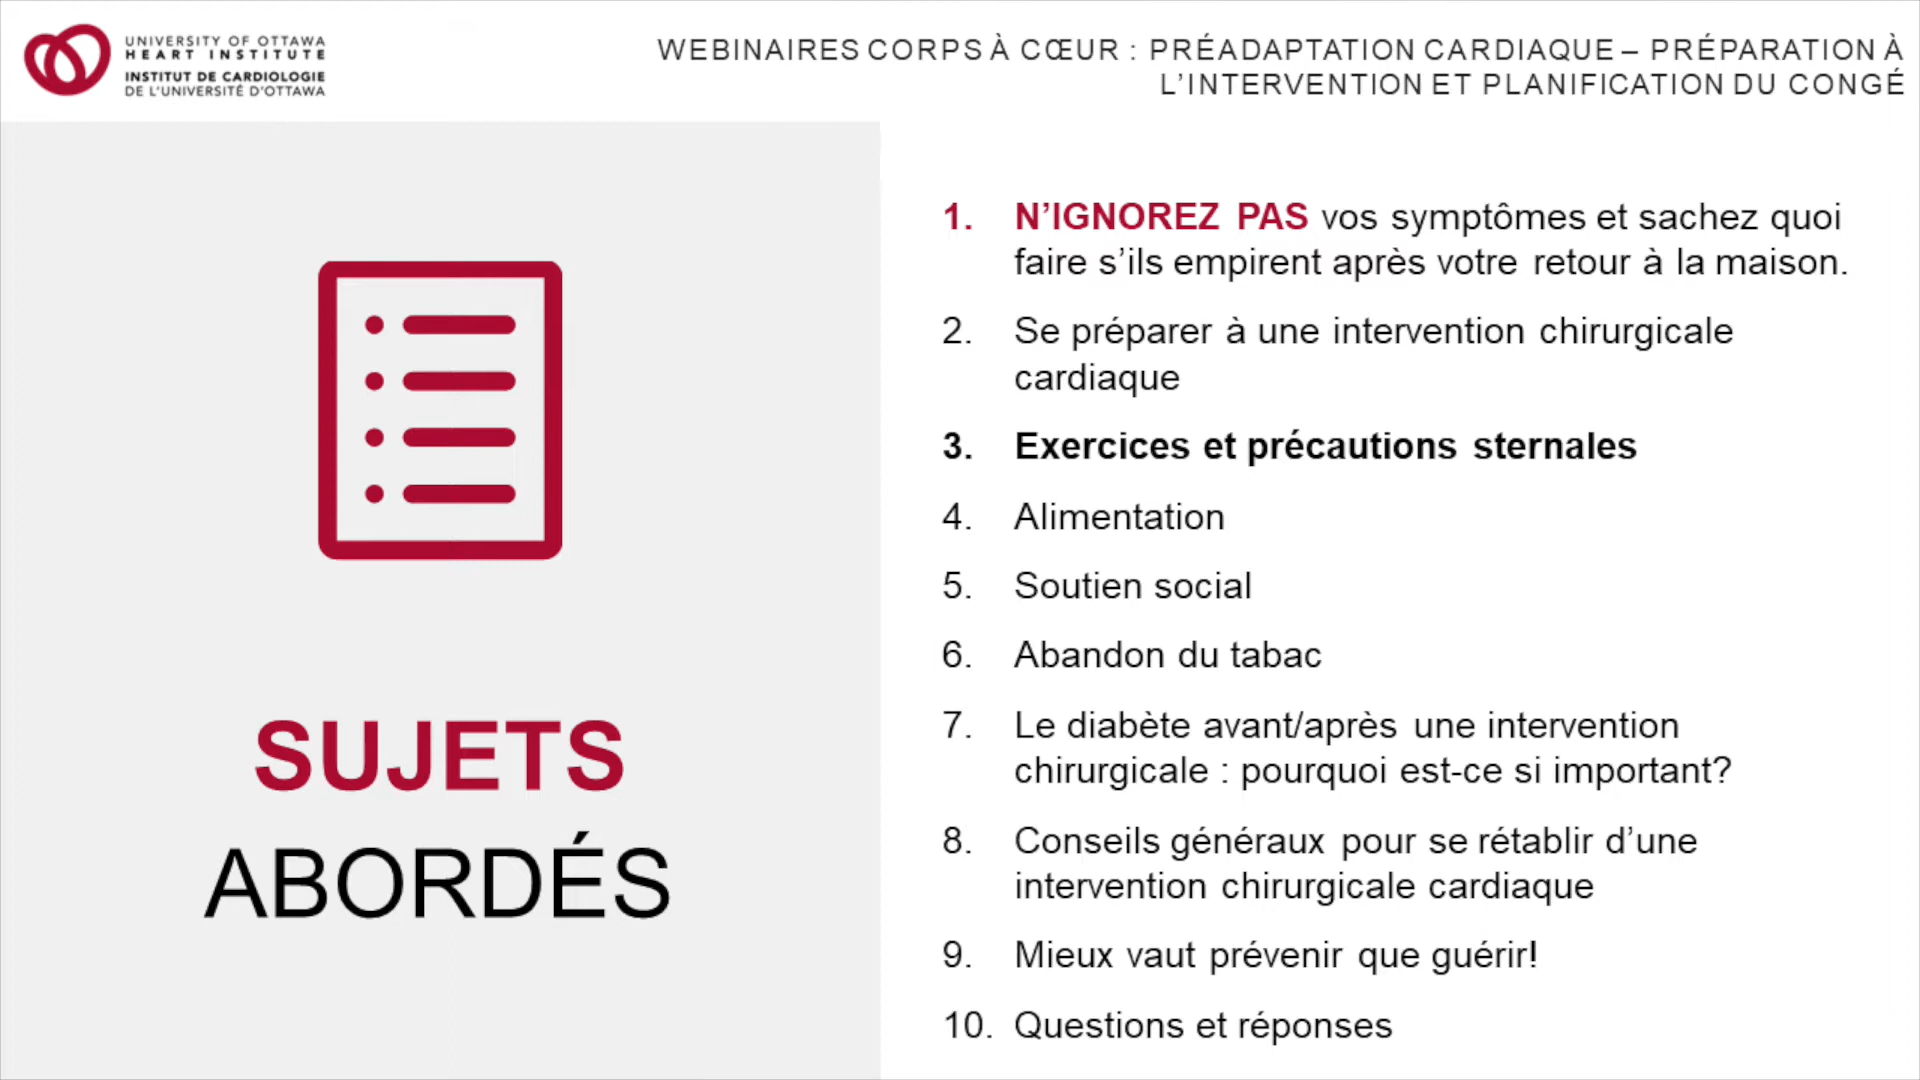 UNIVERSITY OF OTTAWA
HEART INSTITUTE
INSTITUT DE CARDIOLOGIE
DE L'UNIVERSITÉ D'OTTAWA
WEBINAIRES CORPS À CŒUR : PRÉADAPTATION CARDIAQUE – PRÉPARATION À
L’INTERVENTION ET PLANIFICATION DU CONGÉ
SUJETS
ABORDÉS
1. N’IGNOREZ PAS vos symptômes et sachez quoi
faire s’ils empirent après votre retour à la maison.
2. Se préparer à une intervention chirurgicale
cardiaque
3. Exercices et précautions sternales
4. Alimentation
5. Soutien social
6. Abandon du tabac
7. Le diabète avant/après une intervention
chirurgicale : pourquoi est-ce si important?
8. Conseils généraux pour se rétablir d’une
intervention chirurgicale cardiaque
9. Mieux vaut prévenir que guérir!
10. Questions et réponses